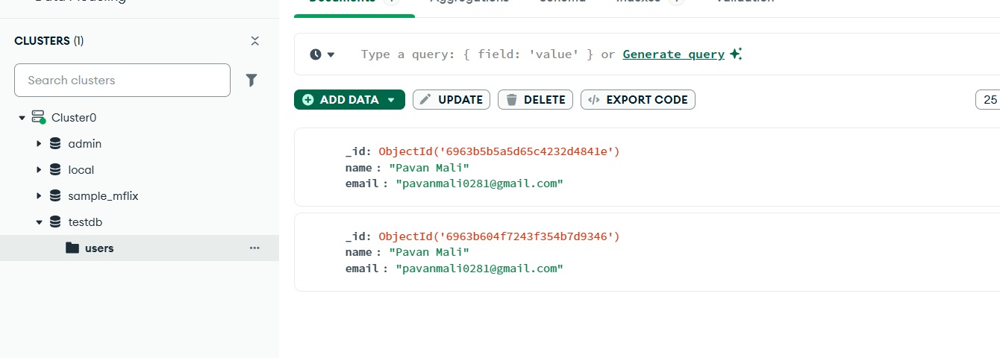 CLUSTERS (1)
Search clusters
Cluster0
admin
local
sample_mflix
testdb
users
Type a query: { field: 'value' } or Generate query
ADD DATA
UPDATE
DELETE
EXPORT CODE
25
_id: ObjectId('6963b5b5a5d65c4232d4841e')
name : "Pavan Mali"
email : "pavanmali0281@gmail.com"
_id: ObjectId('6963b604f7243f354b7d9346')
name : "Pavan Mali"
email : "pavanmali0281@gmail.com"